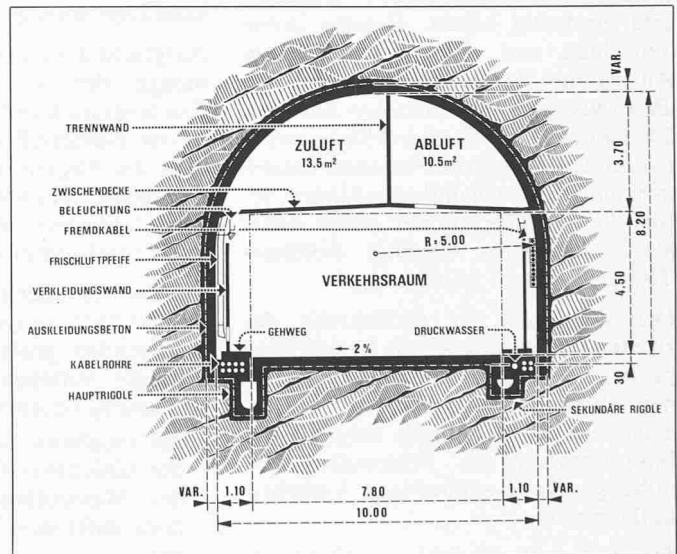 VAR.
TRENNWAND
ZULUFT
13.5 m²
ABLUFT
10.5 m²
3.70
ZWISCHENDECKE
BELEUCHTUNG
FREMDKABEL
8.20
R = 5.00
FRISCHLUFTPFEIFE
VERKEHRSRAUM
4.50
VERKLEIDUNGSWAND
AUSKLEIDUNGSBETON
GEHWEG
DRUCKWASSER
← 2 %
KABELROHRE
30
HAUPTRIGOLE
SEKUNDÄRE RIGOLE
VAR.
1.10
7.80
1.10
VAR.
10.00